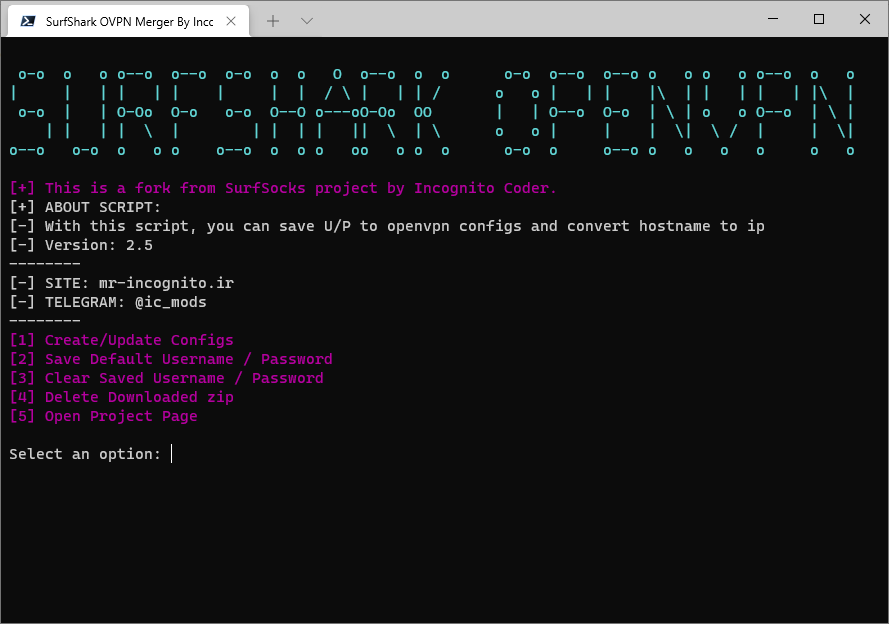 SurfShark OVPN Merger By Incc
SURFSHARK OPENVPN
[+] This is a fork from SurfSocks project by Incognito Coder.
[+] ABOUT SCRIPT:
[-] With this script, you can save U/P to openvpn configs and convert hostname to ip
[-] Version: 2.5
--------
[-] SITE: mr-incognito.ir
[-] TELEGRAM: @ic_mods
--------
[1] Create/Update Configs
[2] Save Default Username / Password
[3] Clear Saved Username / Password
[4] Delete Downloaded zip
[5] Open Project Page
Select an option: